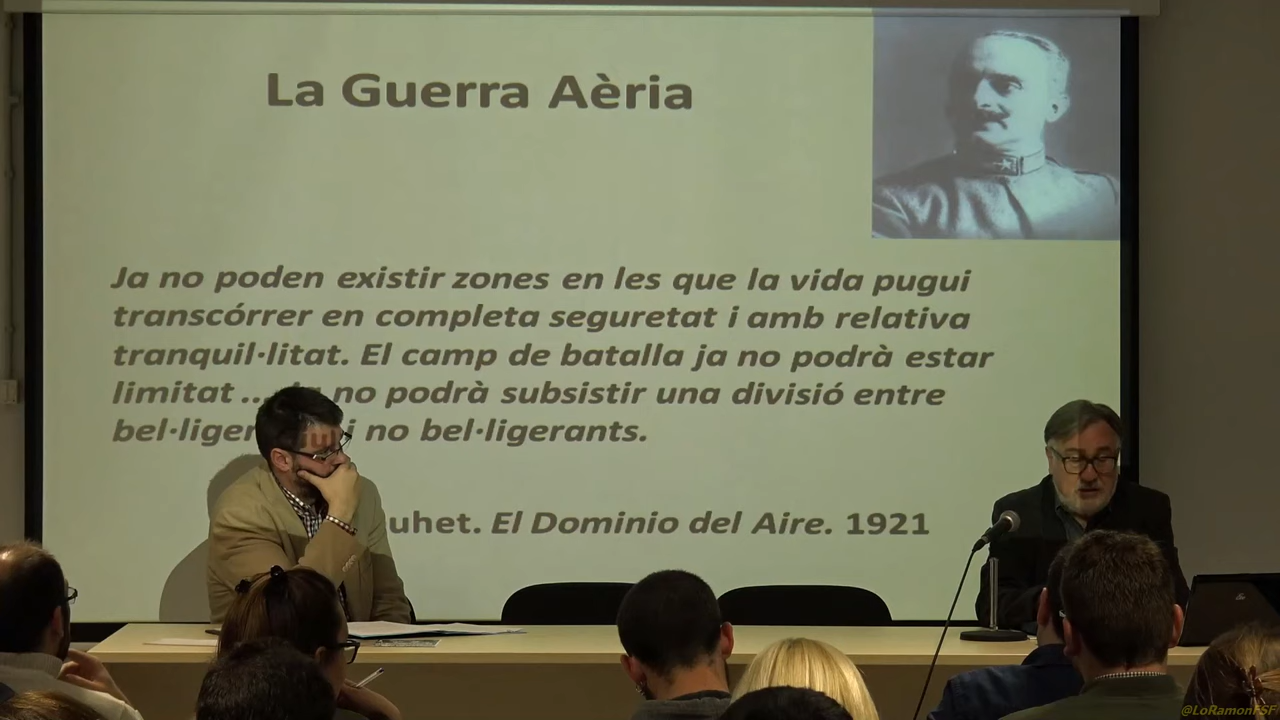 La Guerra Aèria
Ja no poden existir zones en les que la vida pugui
transcórrer en completa seguretat i amb relativa
tranquil·litat. El camp de batalla ja no podrà estar
limitat ... no podrà subsistir una divisió entre
i no bel·ligerants.
El Dominio del Aire. 1921
@LoRamonFSF